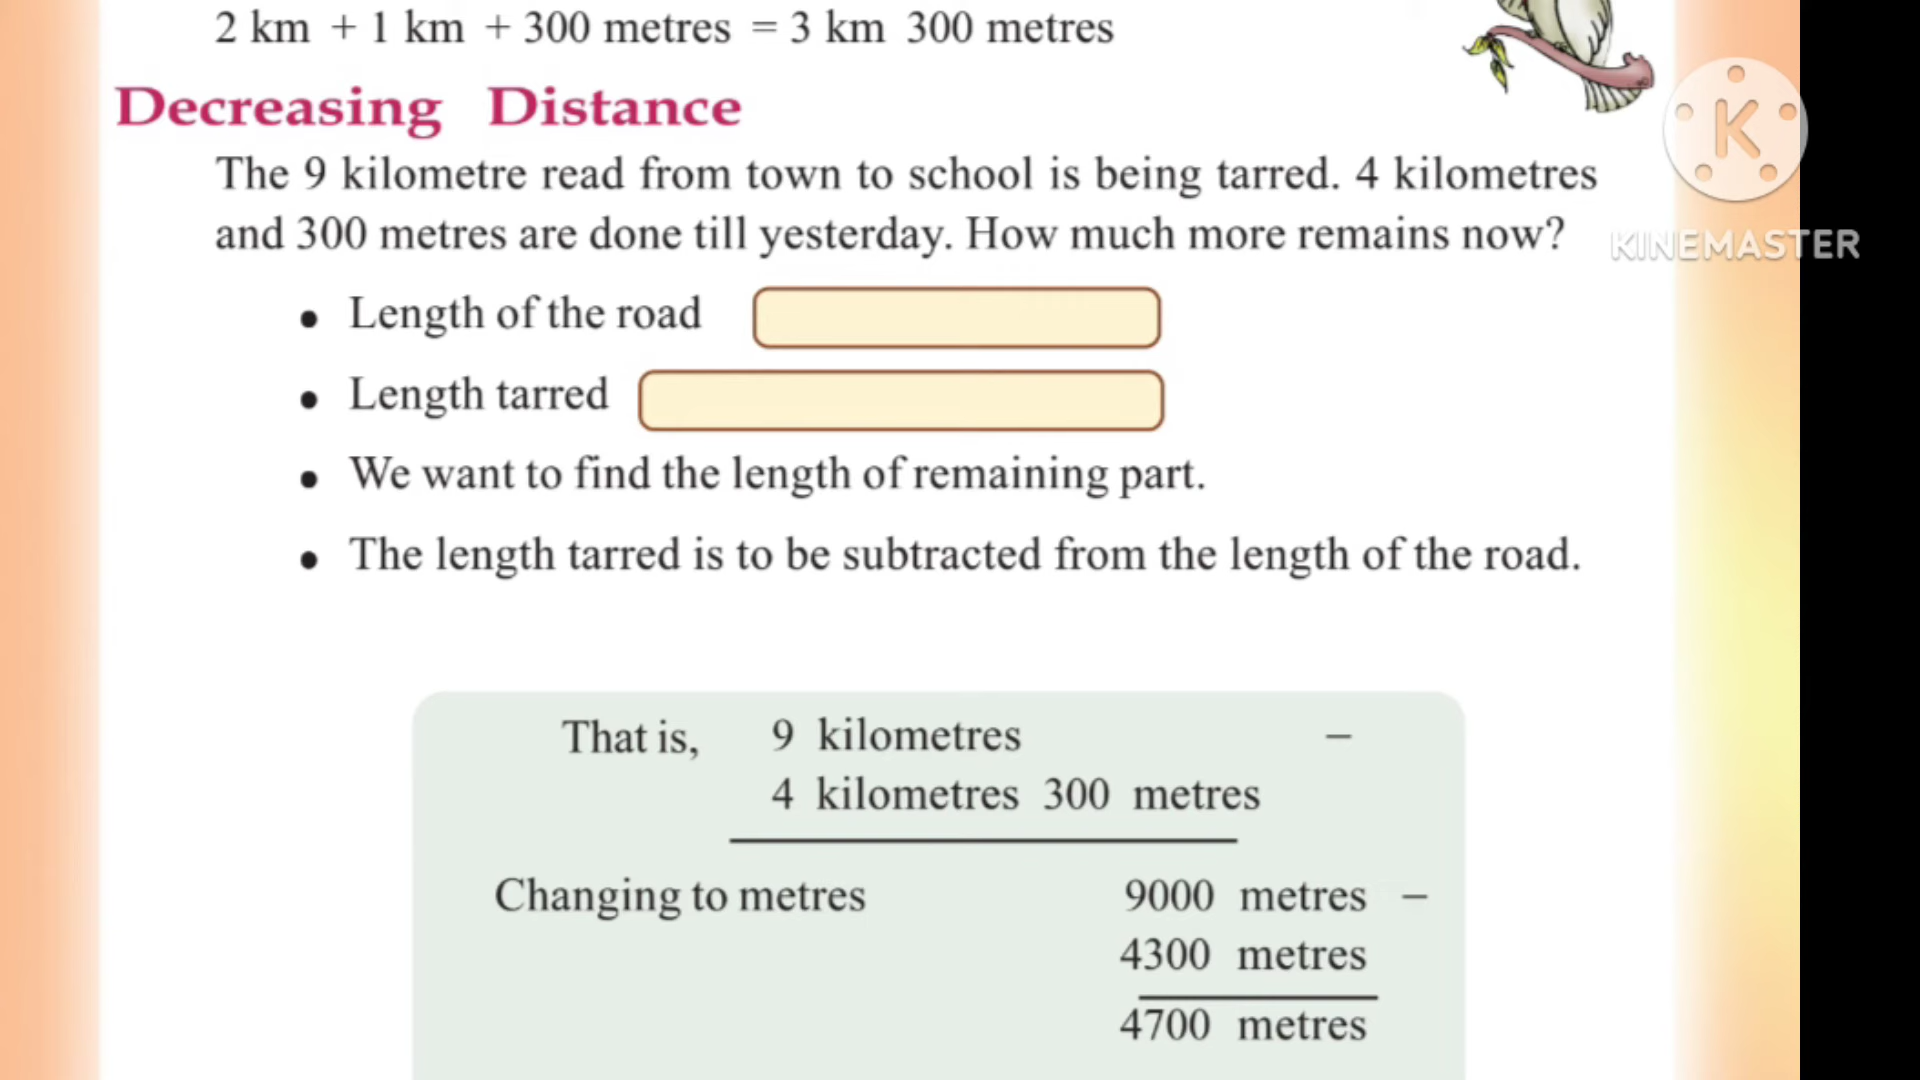 2 km + 1 km + 300 metres = 3 km 300 metres
Decreasing Distance
The 9 kilometre read from town to school is being tarred. 4 kilometres
and 300 metres are done till yesterday. How much more remains now?
K
KINEMASTER
• Length of the road
• Length tarred
• We want to find the length of remaining part.
• The length tarred is to be subtracted from the length of the road.
That is, 9 kilometres –
4 kilometres 300 metres
Changing to metres 9000 metres –
4300 metres
4700 metres